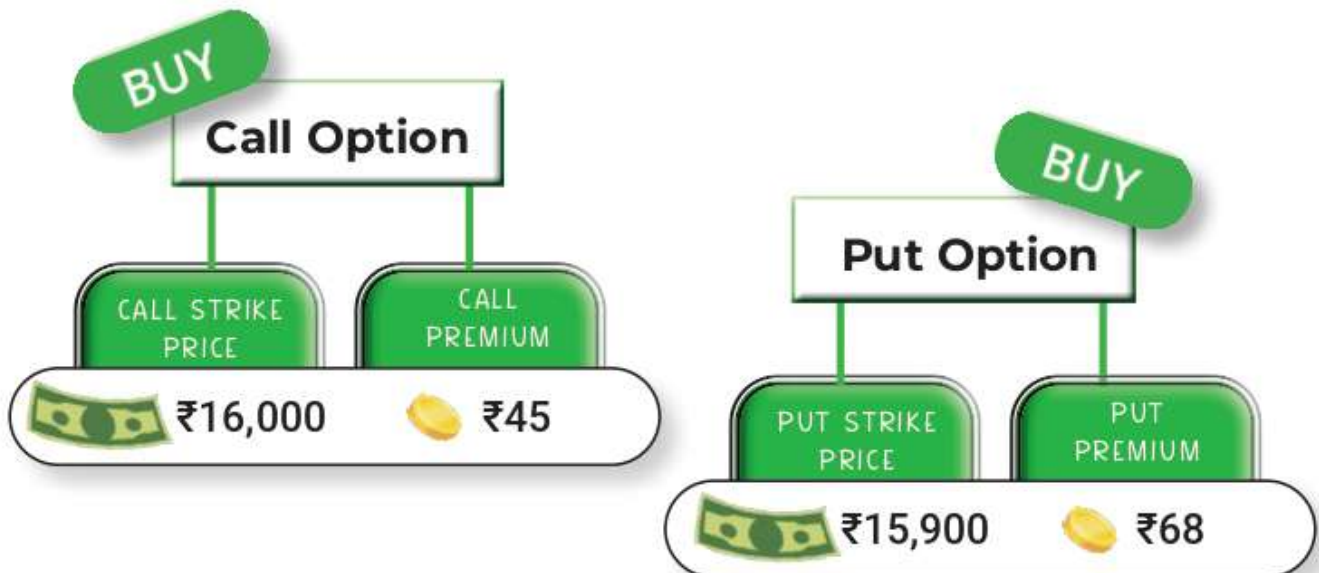 BUY
Call Option
CALL STRIKE
PRICE
CALL
PREMIUM
₹16,000
₹45
BUY
Put Option
PUT STRIKE
PRICE
PUT
PREMIUM
₹15,900
₹68